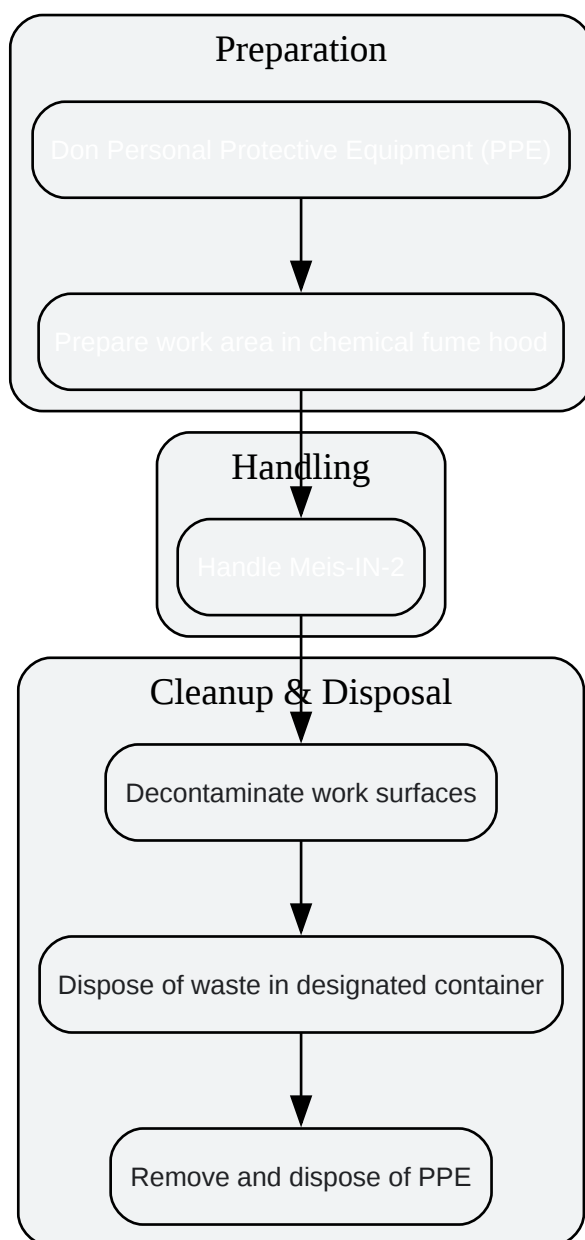 Preparation
Don Personal Protective Equipment (PPE)
Prepare work area in chemical fume hood
Handling
Handle Meis-IN-2
Cleanup & Disposal
Decontaminate work surfaces
Dispose of waste in designated container
Remove and dispose of PPE